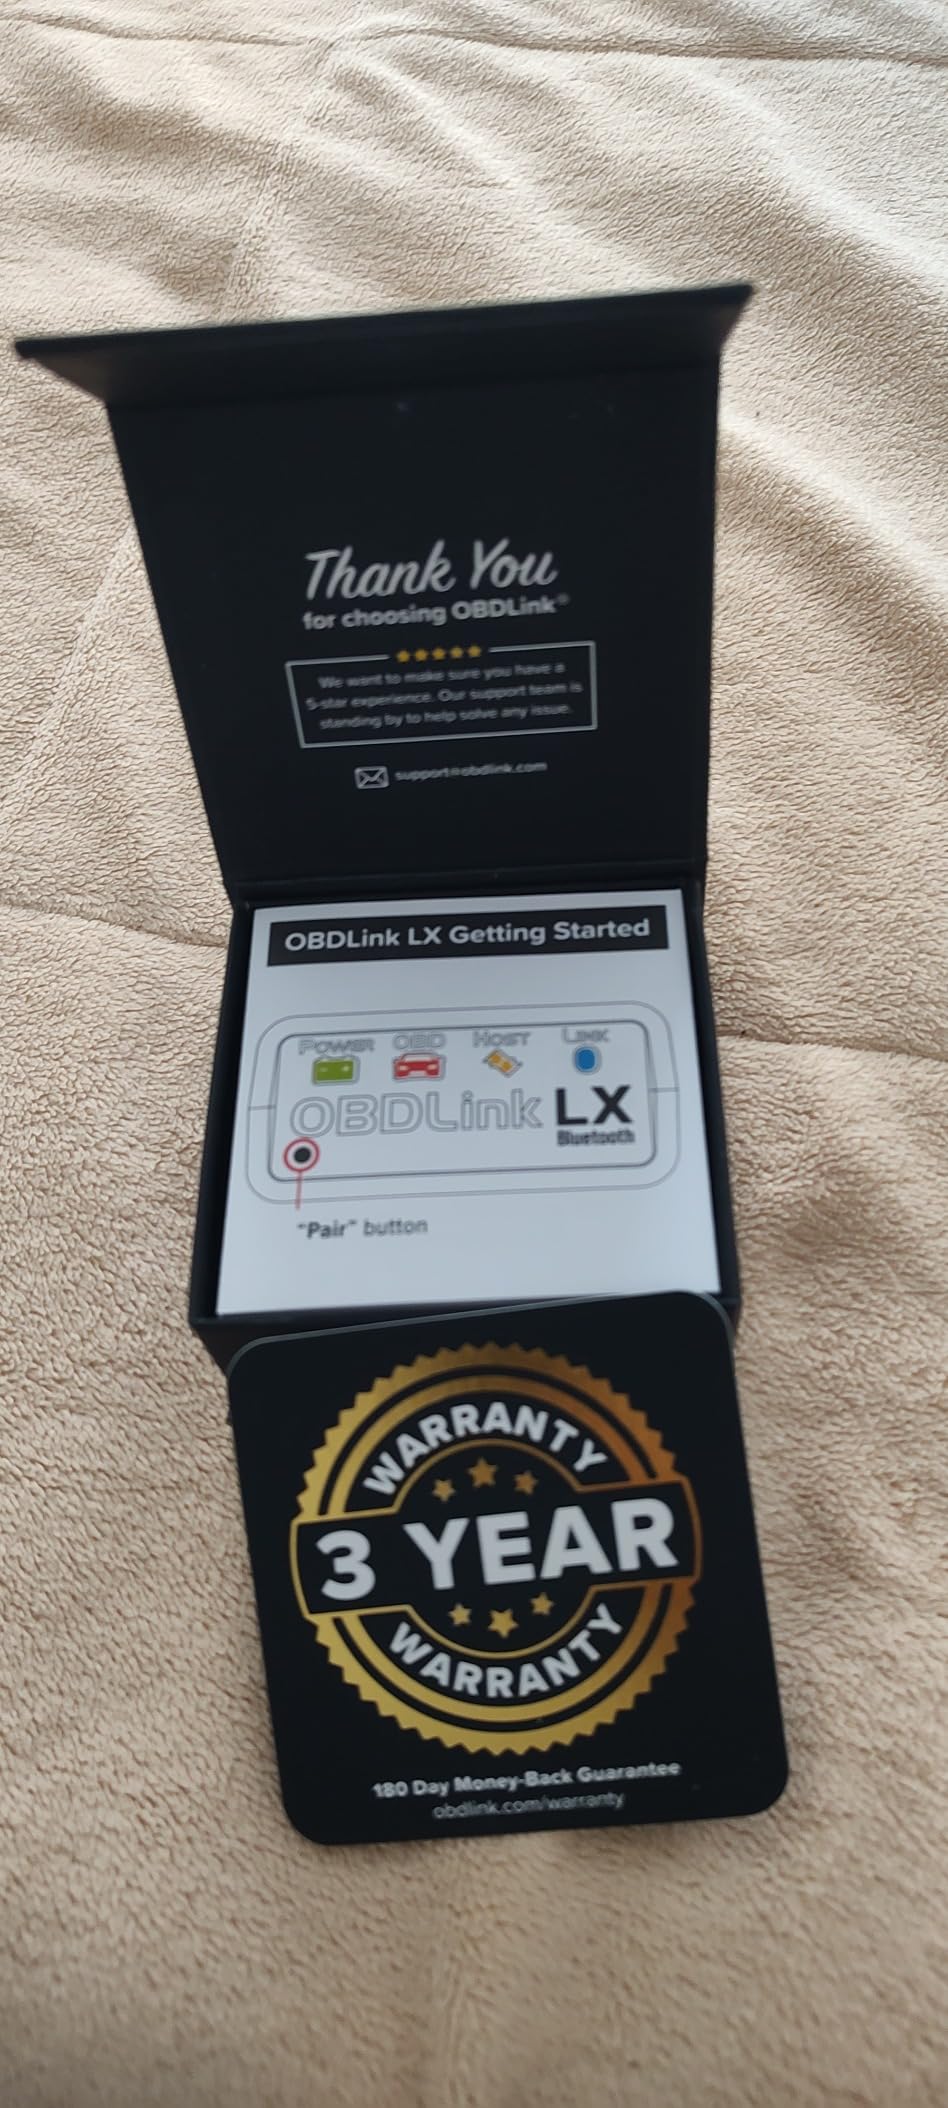 Thank You
for choosing OBDLink®
We want to make sure you have a
5-star experience. Our support team is
standing by to help solve any issue.
support@obdlink.com
OBDLink LX Getting Started
POWER OBD HOST LINK
OBDLink LX
Bluetooth
"Pair" button
WARRANTY
3 YEAR
WARRANTY
180 Day Money-Back Guarantee
obdlink.com/warranty